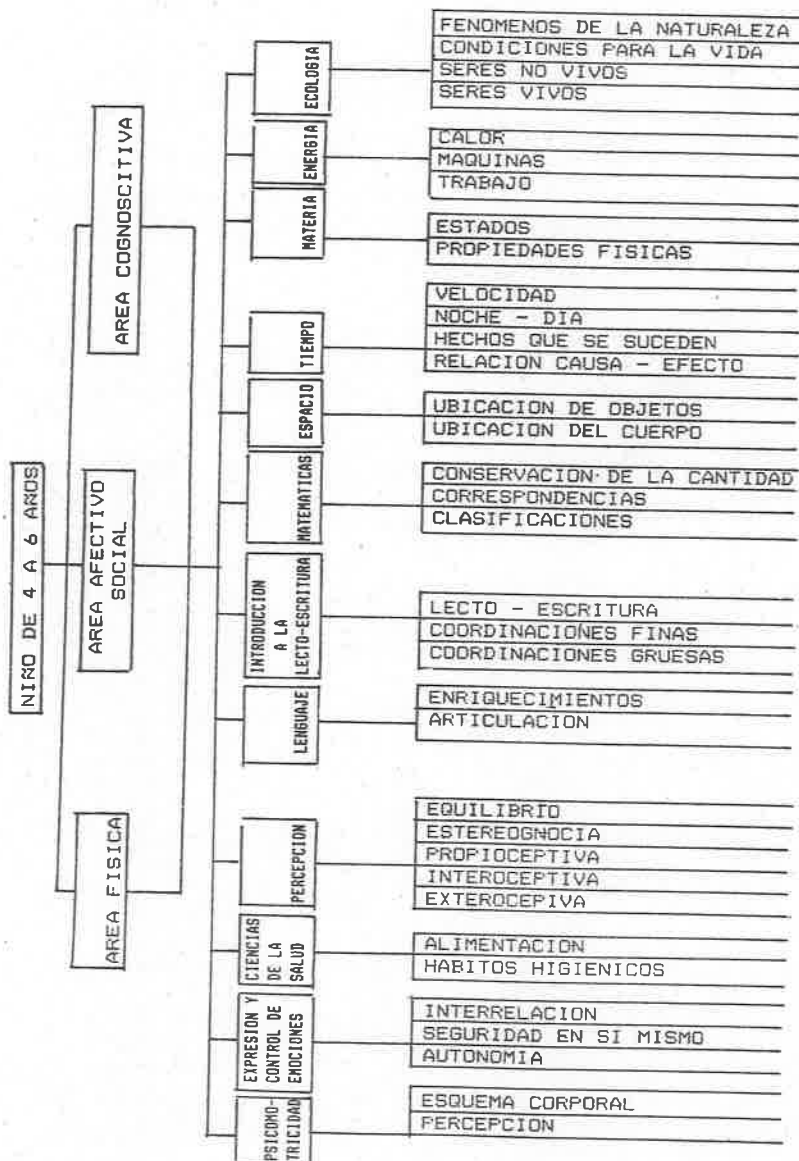 NIÑO DE 4 A 6 AÑOS
AREA COGNOSCITIVA
AREA AFECTIVO
SOCIAL
AREA FISICA
ECOLOGIA
FENOMENOS DE LA NATURALEZA
CONDICIONES PARA LA VIDA
SERES NO VIVOS
SERES VIVOS
ENERGIA
CALOR
MAQUINAS
TRABAJO
MATERIA
ESTADOS
PROPIEDADES FISICAS
TIEMPO
VELOCIDAD
NOCHE - DIA
HECHOS QUE SE SUCEDEN
RELACION CAUSA - EFECTO
ESPACIO
UBICACION DE OBJETOS
UBICACION DEL CUERPO
MATEMATICAS
CONSERVACION DE LA CANTIDAD
CORRESPONDENCIAS
CLASIFICACIONES
INTRODUCCION
A LA
LECTO-ESCRITURA
LECTO - ESCRITURA
COORDINACIONES FINAS
COORDINACIONES GRUESAS
LENGUAJE
ENRIQUECIMIENTOS
ARTICULACION
PERCEPCION
EQUILIBRIO
ESTEREOGNOCIA
PROPIOCEPTIVA
INTEROCEPTIVA
EXTEROCEPIVA
CIENCIAS
DE LA
SALUD
ALIMENTACION
HABITOS HIGIENICOS
EXPRESION Y
CONTROL DE
EMOCIONES
INTERRELACION
SEGURIDAD EN SI MISMO
AUTONOMIA
PSICOMO-
TRICIDAD
ESQUEMA CORPORAL
PERCEPCION